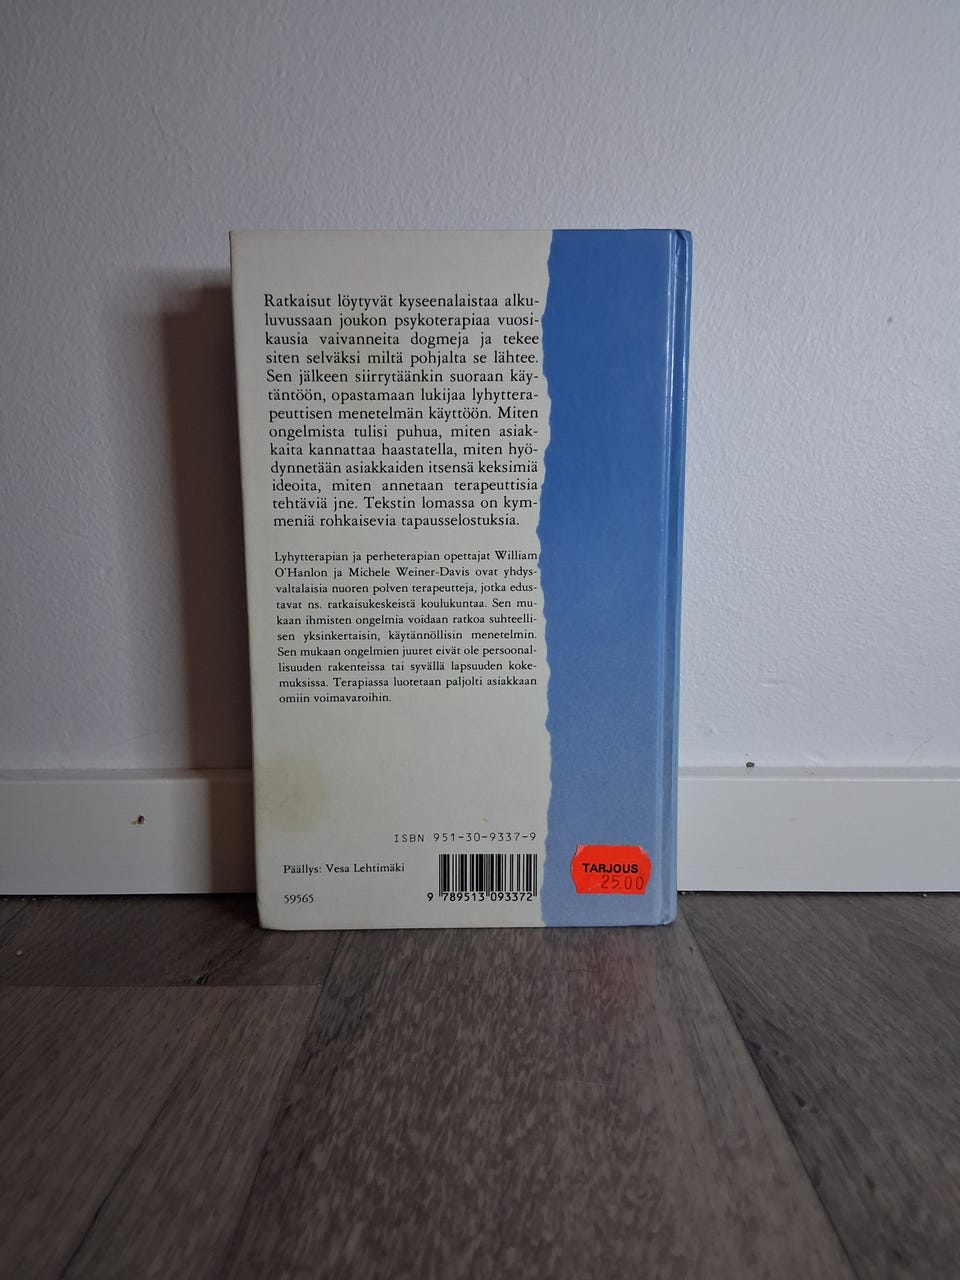 Ratkaisut löytyvät kyseenalaistaa alku-
luvussaan joukon psykoterapiaa vuosi-
kausia vaivanneita dogmeja ja tekee
siten selväksi miltä pohjalta se lähtee.
Sen jälkeen siirrytäänkin suoraan käy-
täntöön, opastamaan lukijaa lyhyttera-
peuttisen menetelmän käyttöön. Miten
ongelmista tulisi puhua, miten asiak-
kaita kannattaa haastatella, miten hyö-
dynnetään asiakkaiden itsensä keksimiä
ideoita, miten annetaan terapeuttisia
tehtäviä jne. Tekstin lomassa on kym-
meniä rohkaisevia tapausselostuksia.
Lyhytterapian ja perheterapian opettajat William
O'Hanlon ja Michele Weiner-Davis ovat yhdys-
valtalaisia nuoren polven terapeutteja, jotka edus-
tavat ns. ratkaisukeskeistä koulukuntaa. Sen mu-
kaan ihmisten ongelmia voidaan ratkoa suhteelli-
sen yksinkertaisin, käytännöllisin menetelmin.
Sen mukaan ongelmien juuret eivät ole persoonal-
lisuuden rakenteissa tai syvällä lapsuuden koke-
muksissa. Terapiassa luotetaan paljolti asiakkaan
omiin voimavaroihin.
ISBN 951-30-9337-9
Päällys: Vesa Lehtimäki
59565
9 789513 093372
TARJOUS
25.00